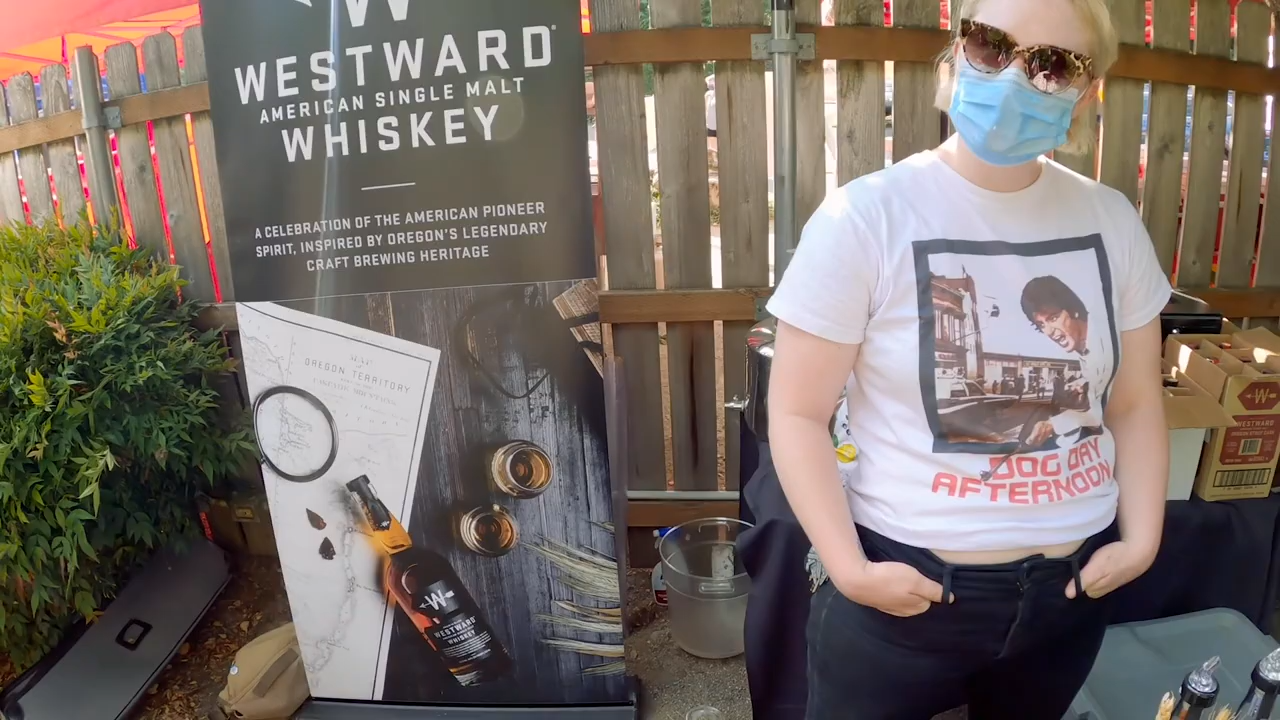 W
WESTWARD®
AMERICAN SINGLE MALT
WHISKEY
A CELEBRATION OF THE AMERICAN PIONEER
SPIRIT, INSPIRED BY OREGON'S LEGENDARY
CRAFT BREWING HERITAGE
MAP
OREGON TERRITORY
W
WESTWARD
WHISKEY
DOG DAY
AFTERNOON
W
WESTWARD